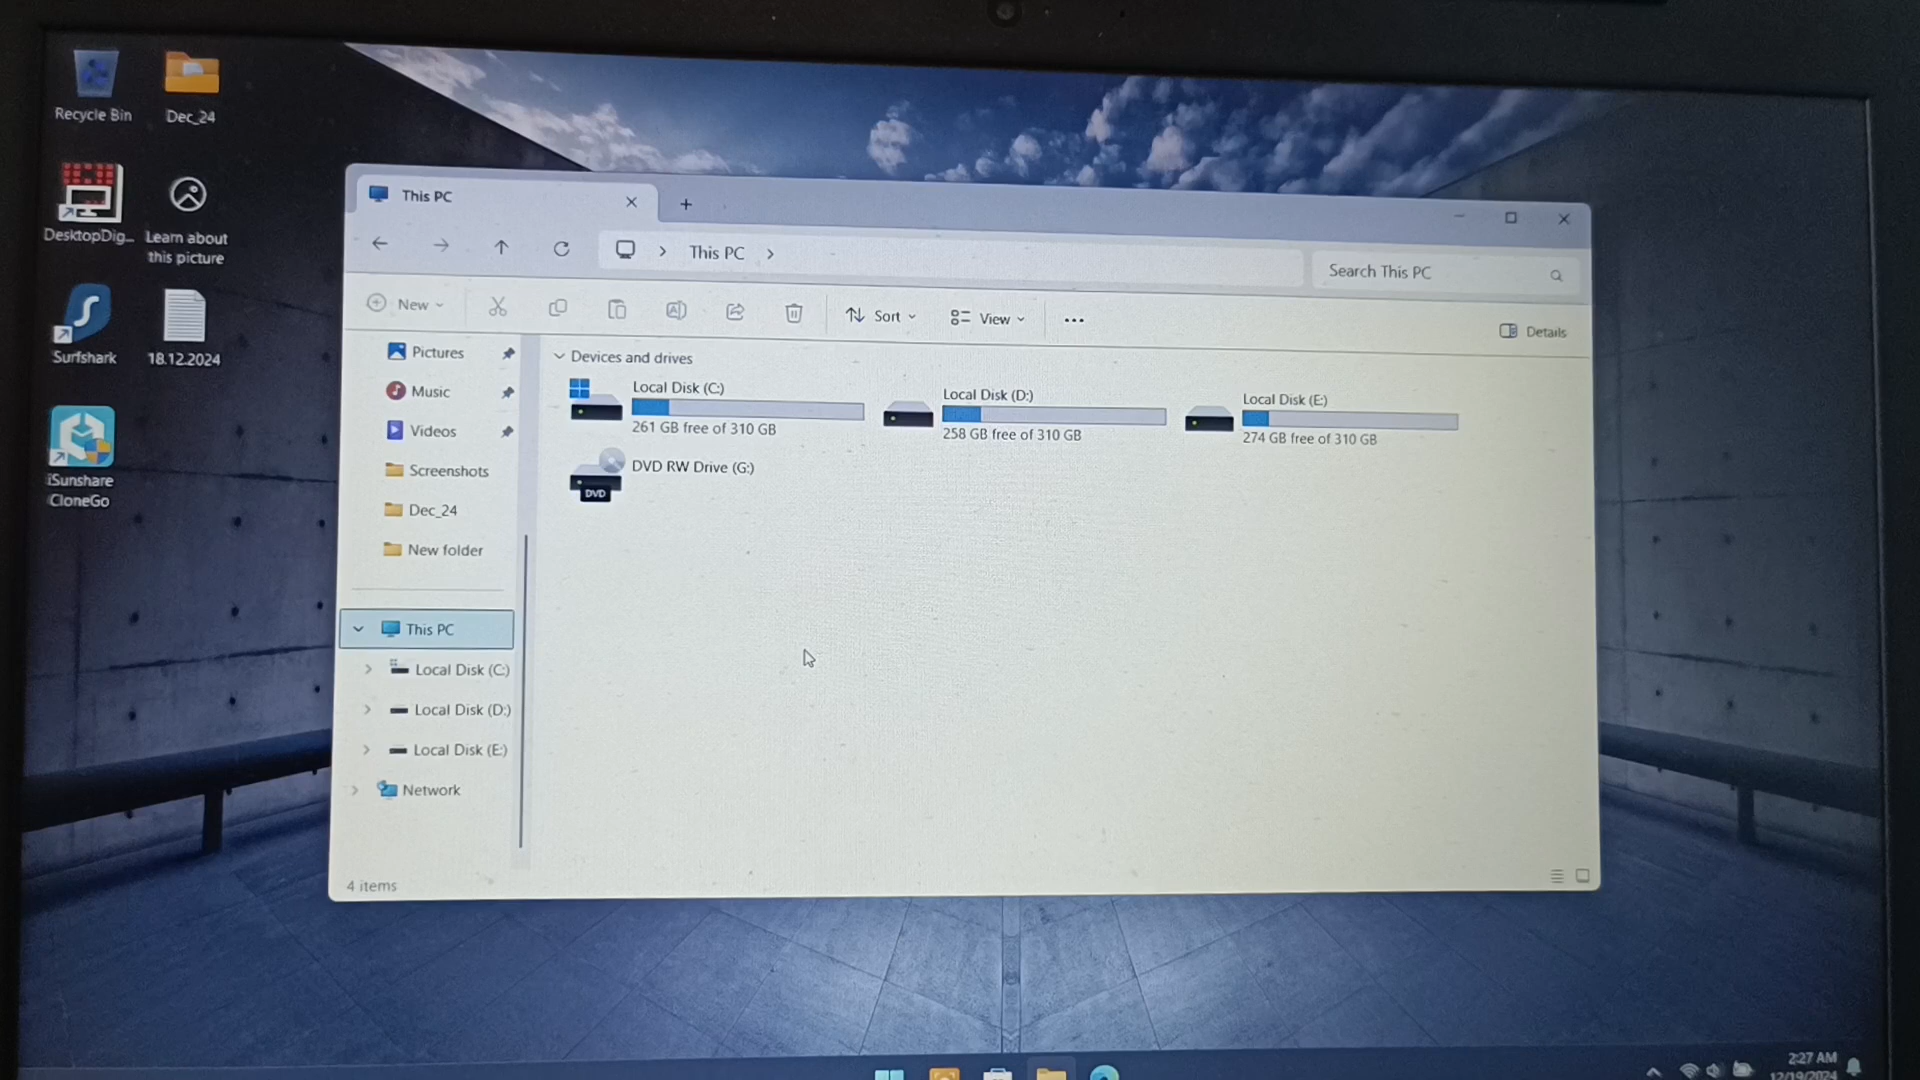 Recycle Bin
Dec_24
DesktopDig...
Learn about
this picture
Surfshark
18.12.2024
iSunshare
CloneGo
This PC
This PC
Search This PC
New
Sort
View
Details
Pictures
Music
Videos
Screenshots
Dec_24
New folder
This PC
Local Disk (C:)
Local Disk (D:)
Local Disk (E:)
Network
Devices and drives
Local Disk (C:)
261 GB free of 310 GB
Local Disk (D:)
258 GB free of 310 GB
Local Disk (E:)
274 GB free of 310 GB
DVD RW Drive (G:)
DVD
4 items
2:27 AM
12/19/2024